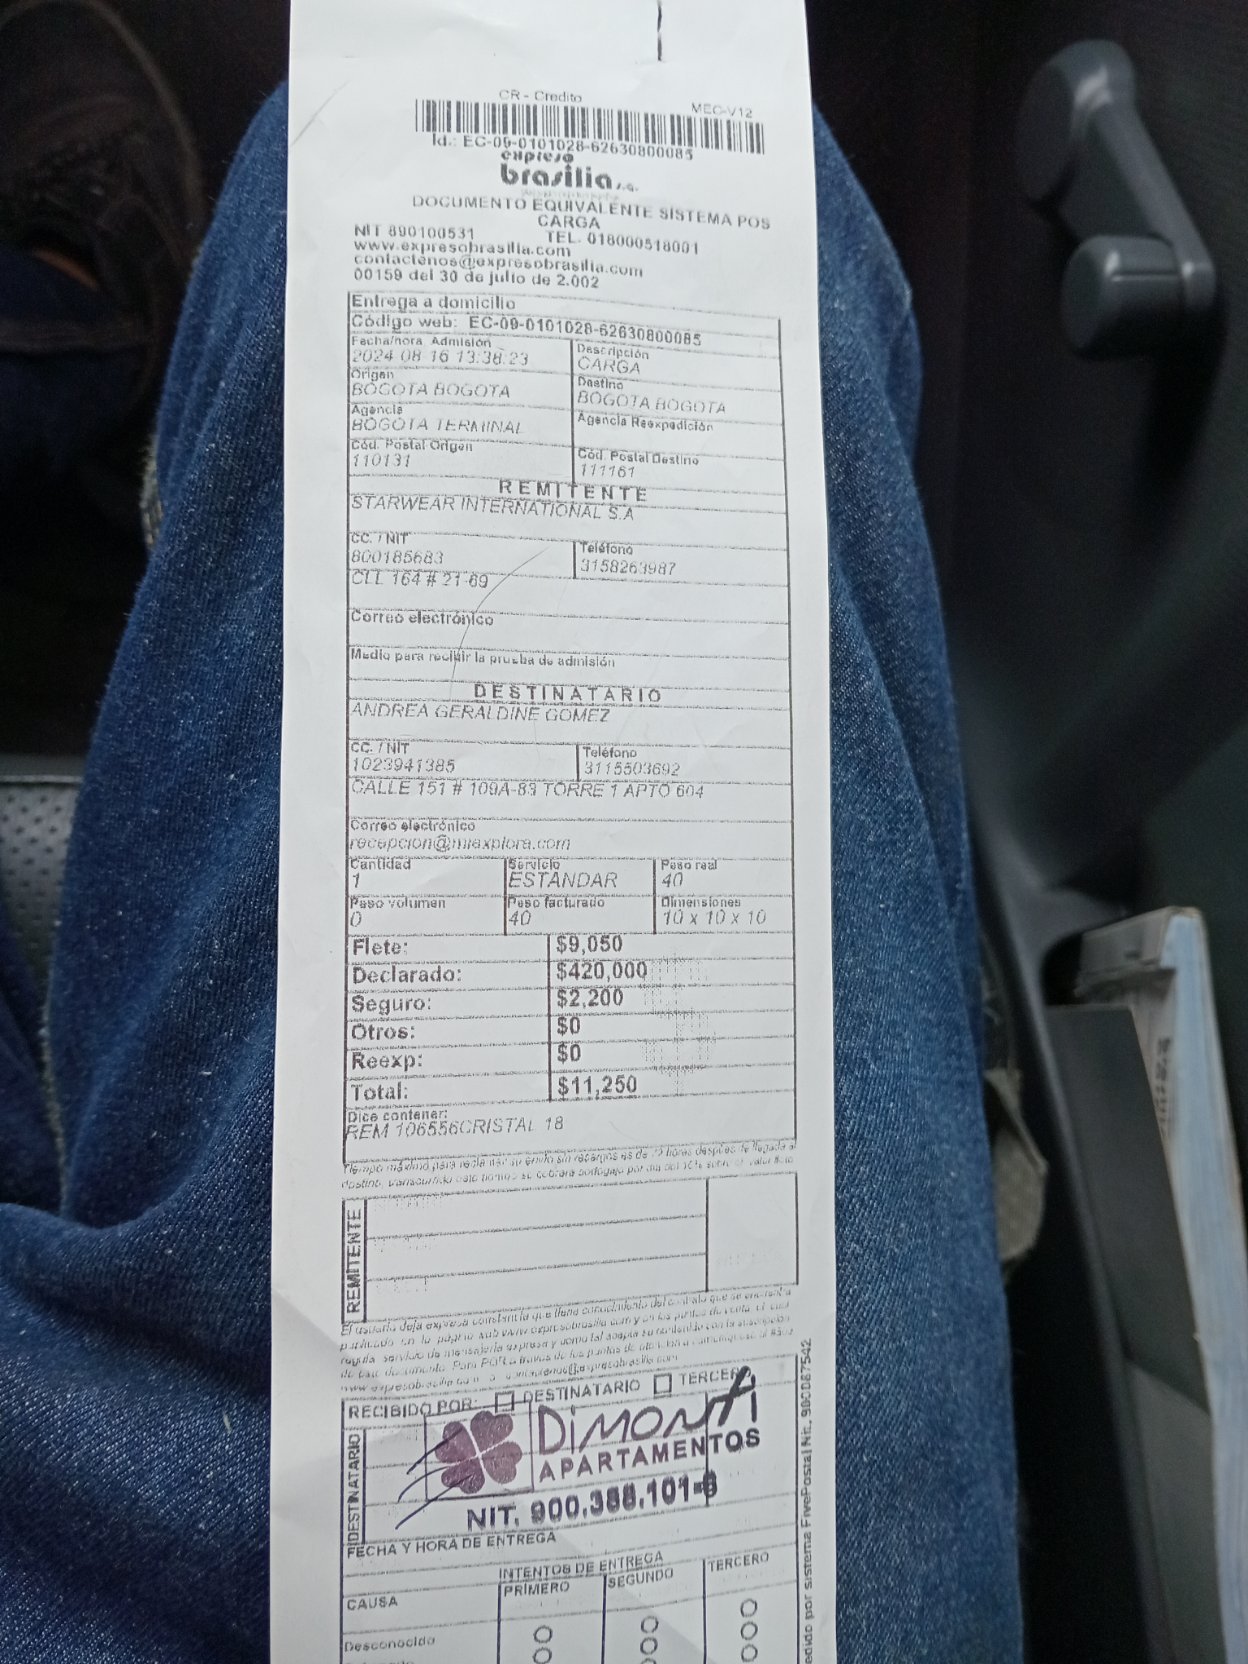 CR - Credito MEC-V12
Id.: EC-09-0101028-62630800085
expreso
brasilia s.a.
DOCUMENTO EQUIVALENTE SISTEMA POS
CARGA
NIT 890100531 TEL. 018000518001
www.expresobrasilia.com
contactenos@expresobrasilia.com
00159 del 30 de julio de 2.002
Entrega a domicilio
Código web: EC-09-0101028-62630800085
Fecha/hora Admisión Descripción
2024 08 16 13:38:23 CARGA
Origen Destino
BOGOTA BOGOTA BOGOTA BOGOTA
Agencia Agencia Reexpedición
BOGOTA TERMINAL
Cód. Postal Origen Cód. Postal Destino
110131 111161
REMITENTE
STARWEAR INTERNATIONAL S.A
CC. / NIT Teléfono
800185683 3158263987
CLL 164 # 21-69
Correo electrónico
Medio para recibir la prueba de admisión
DESTINATARIO
ANDREA GERALDINE GOMEZ
CC. / NIT Teléfono
1023941385 3115503692
CALLE 151 # 109A-83 TORRE 1 APTO 604
Correo electrónico
recepcion@miexplora.com
Cantidad Servicio Peso real
1 ESTANDAR 40
Peso volumen Peso facturado Dimensiones
0 40 10 x 10 x 10
Flete: $9,050
Declarado: $420,000
Seguro: $2,200
Otros: $0
Reexp: $0
Total: $11,250
Dice contener:
REM 106556CRISTAL 18
REMITENTE
RECIBIDO POR: DESTINATARIO TERCERO
DESTINATARIO
DiMONTi
APARTAMENTOS
NIT. 900.388.101-
FECHA Y HORA DE ENTREGA
INTENTOS DE ENTREGA
CAUSA PRIMERO SEGUNDO TERCERO
Desconocido
por sistema FivePostal Nit. 900087542